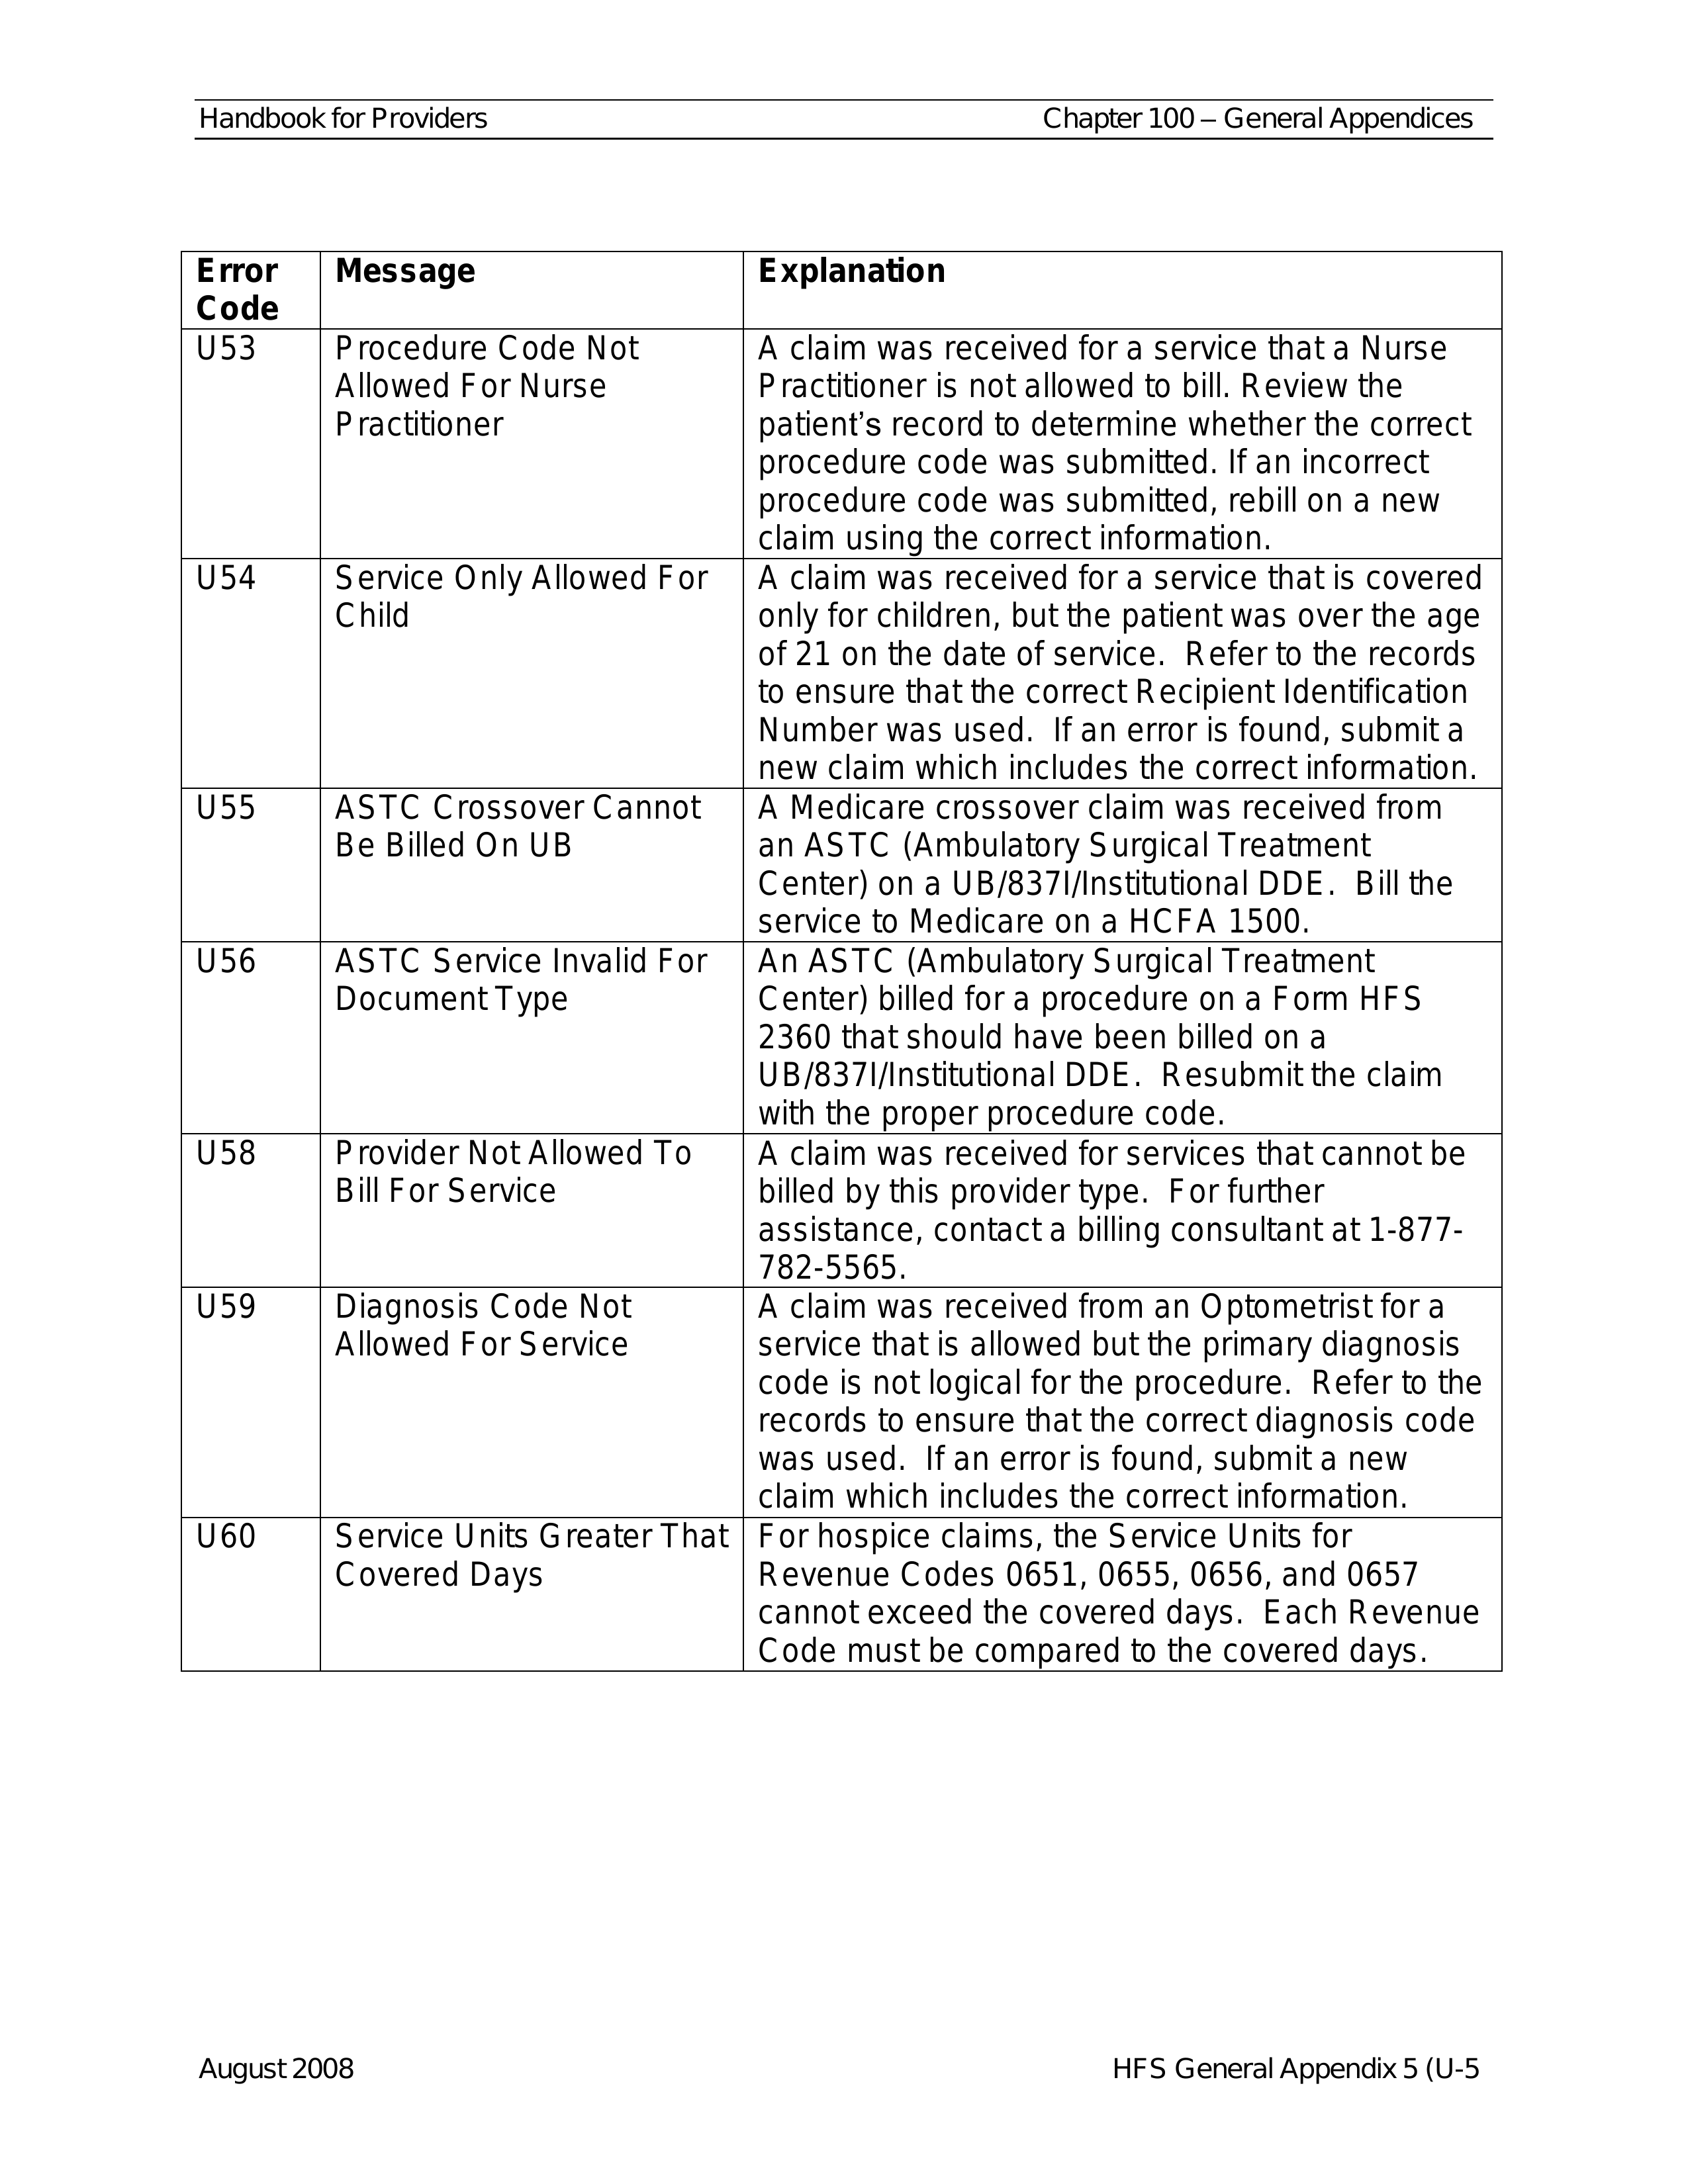 Handbook for Providers Chapter 100 – General Appendices
Error
Code
Message
Explanation
U53
Procedure Code Not
Allowed For Nurse
Practitioner
A claim was received for a service that a Nurse
Practitioner is not allowed to bill. Review the
patient’s record to determine whether the correct
procedure code was submitted. If an incorrect
procedure code was submitted, rebill on a new
claim using the correct information.
U54
Service Only Allowed For
Child
A claim was received for a service that is covered
only for children, but the patient was over the age
of 21 on the date of service.  Refer to the records
to ensure that the correct Recipient Identification
Number was used.  If an error is found, submit a
new claim which includes the correct information.
U55
ASTC Crossover Cannot
Be Billed On UB
A Medicare crossover claim was received from
an ASTC (Ambulatory Surgical Treatment
Center) on a UB/837I/Institutional DDE.  Bill the
service to Medicare on a HCFA 1500.
U56
ASTC Service Invalid For
Document Type
An ASTC (Ambulatory Surgical Treatment
Center) billed for a procedure on a Form HFS
2360 that should have been billed on a
UB/837I/Institutional DDE.  Resubmit the claim
with the proper procedure code.
U58
Provider Not Allowed To
Bill For Service
A claim was received for services that cannot be
billed by this provider type.  For further
assistance, contact a billing consultant at 1-877-
782-5565.
U59
Diagnosis Code Not
Allowed For Service
A claim was received from an Optometrist for a
service that is allowed but the primary diagnosis
code is not logical for the procedure.  Refer to the
records to ensure that the correct diagnosis code
was used.  If an error is found, submit a new
claim which includes the correct information.
U60
Service Units Greater That
Covered Days
For hospice claims, the Service Units for
Revenue Codes 0651, 0655, 0656, and 0657
cannot exceed the covered days.  Each Revenue
Code must be compared to the covered days.
August 2008 HFS General Appendix 5 (U-5